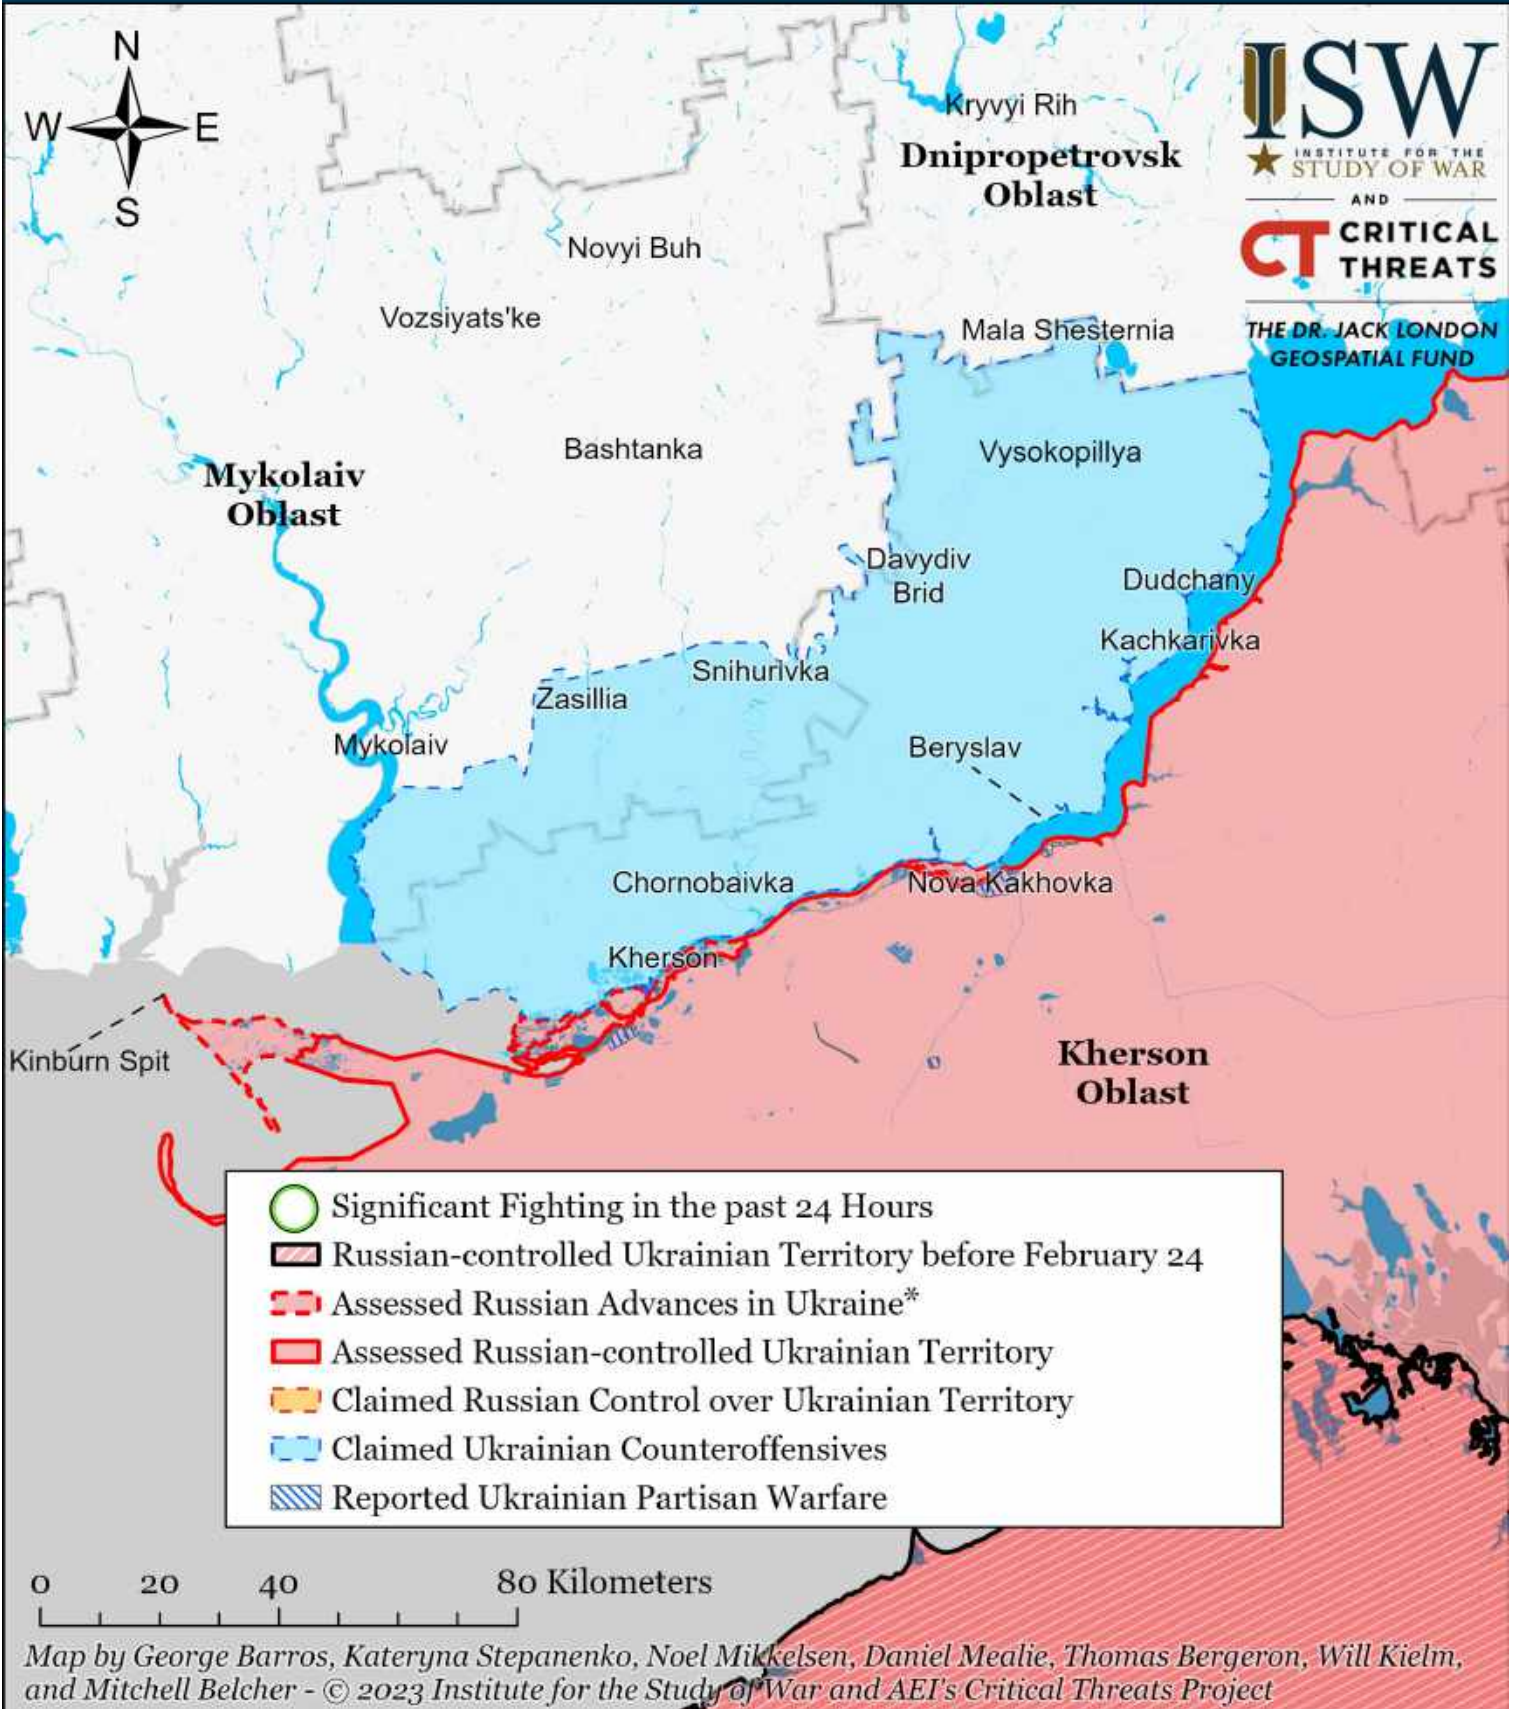 N
W E
S
ISW
INSTITUTE FOR THE
STUDY OF WAR
AND
CT CRITICAL
THREATS
THE DR. JACK LONDON
GEOSPATIAL FUND
Kryvyi Rih
Dnipropetrovsk
Oblast
Novyi Buh
Vozsiyats'ke
Mala Shesternia
Bashtanka
Vysokopillya
Mykolaiv
Oblast
Davydiv
Brid
Dudchany
Kachkarivka
Snihurivka
Zasillia
Mykolaiv
Beryslav
Chornobaivka
Nova Kakhovka
Kherson
Kinburn Spit
Kherson
Oblast
Significant Fighting in the past 24 Hours
Russian-controlled Ukrainian Territory before February 24
Assessed Russian Advances in Ukraine*
Assessed Russian-controlled Ukrainian Territory
Claimed Russian Control over Ukrainian Territory
Claimed Ukrainian Counteroffensives
Reported Ukrainian Partisan Warfare
0 20 40 80 Kilometers
Map by George Barros, Kateryna Stepanenko, Noel Mikkelsen, Daniel Mealie, Thomas Bergeron, Will Kielm,
and Mitchell Belcher - © 2023 Institute for the Study of War and AEI's Critical Threats Project